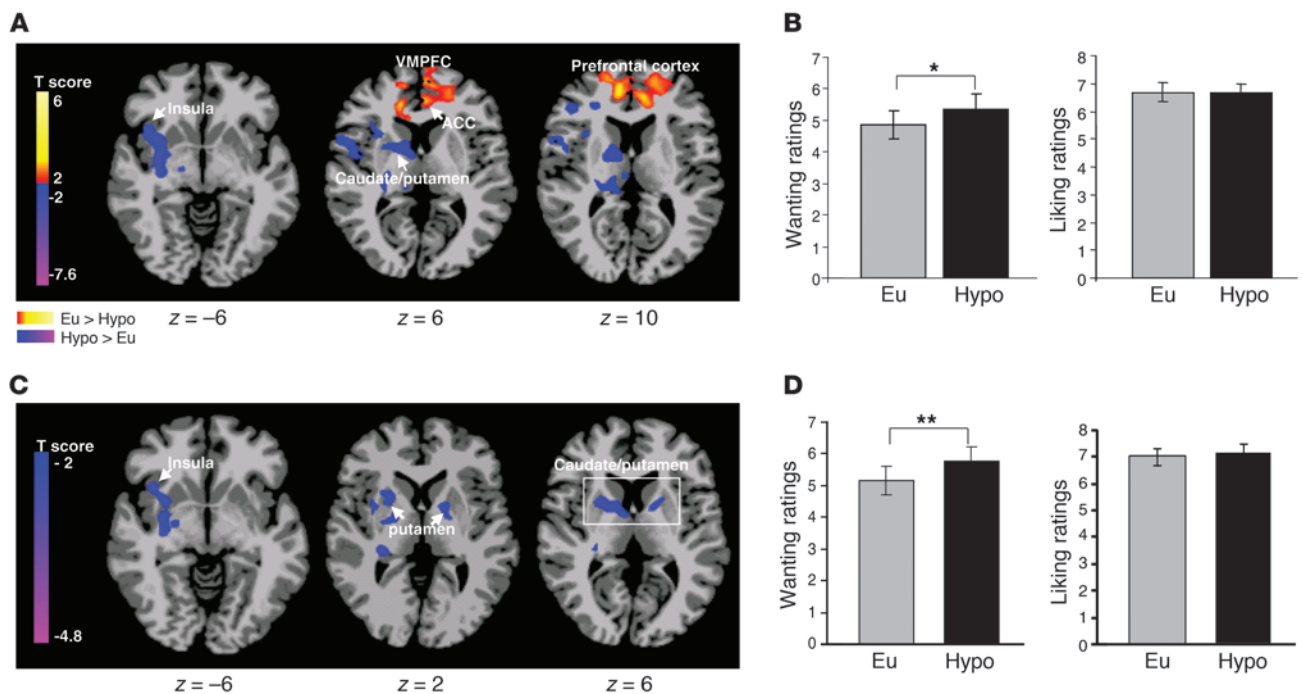 A
T score
6
2
-2
-7.6
Insula
VMPFC
ACC
Caudate/putamen
Prefrontal cortex
Eu > Hypo
Hypo > Eu
z = –6
z = 6
z = 10
B
Wanting ratings
7
6
5
4
3
2
1
0
*
Eu
Hypo
Liking ratings
8
7
6
5
4
3
2
1
0
Eu
Hypo
C
T score
- 2
-4.8
Insula
putamen
Caudate/putamen
z = –6
z = 2
z = 6
D
Wanting ratings
7
6
5
4
3
2
1
0
**
Eu
Hypo
Liking ratings
8
7
6
5
4
3
2
1
0
Eu
Hypo